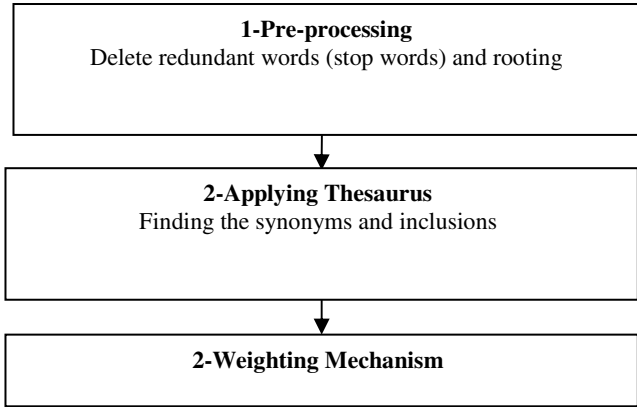 1-Pre-processing
Delete redundant words (stop words) and rooting
2-Applying Thesaurus
Finding the synonyms and inclusions
2-Weighting Mechanism